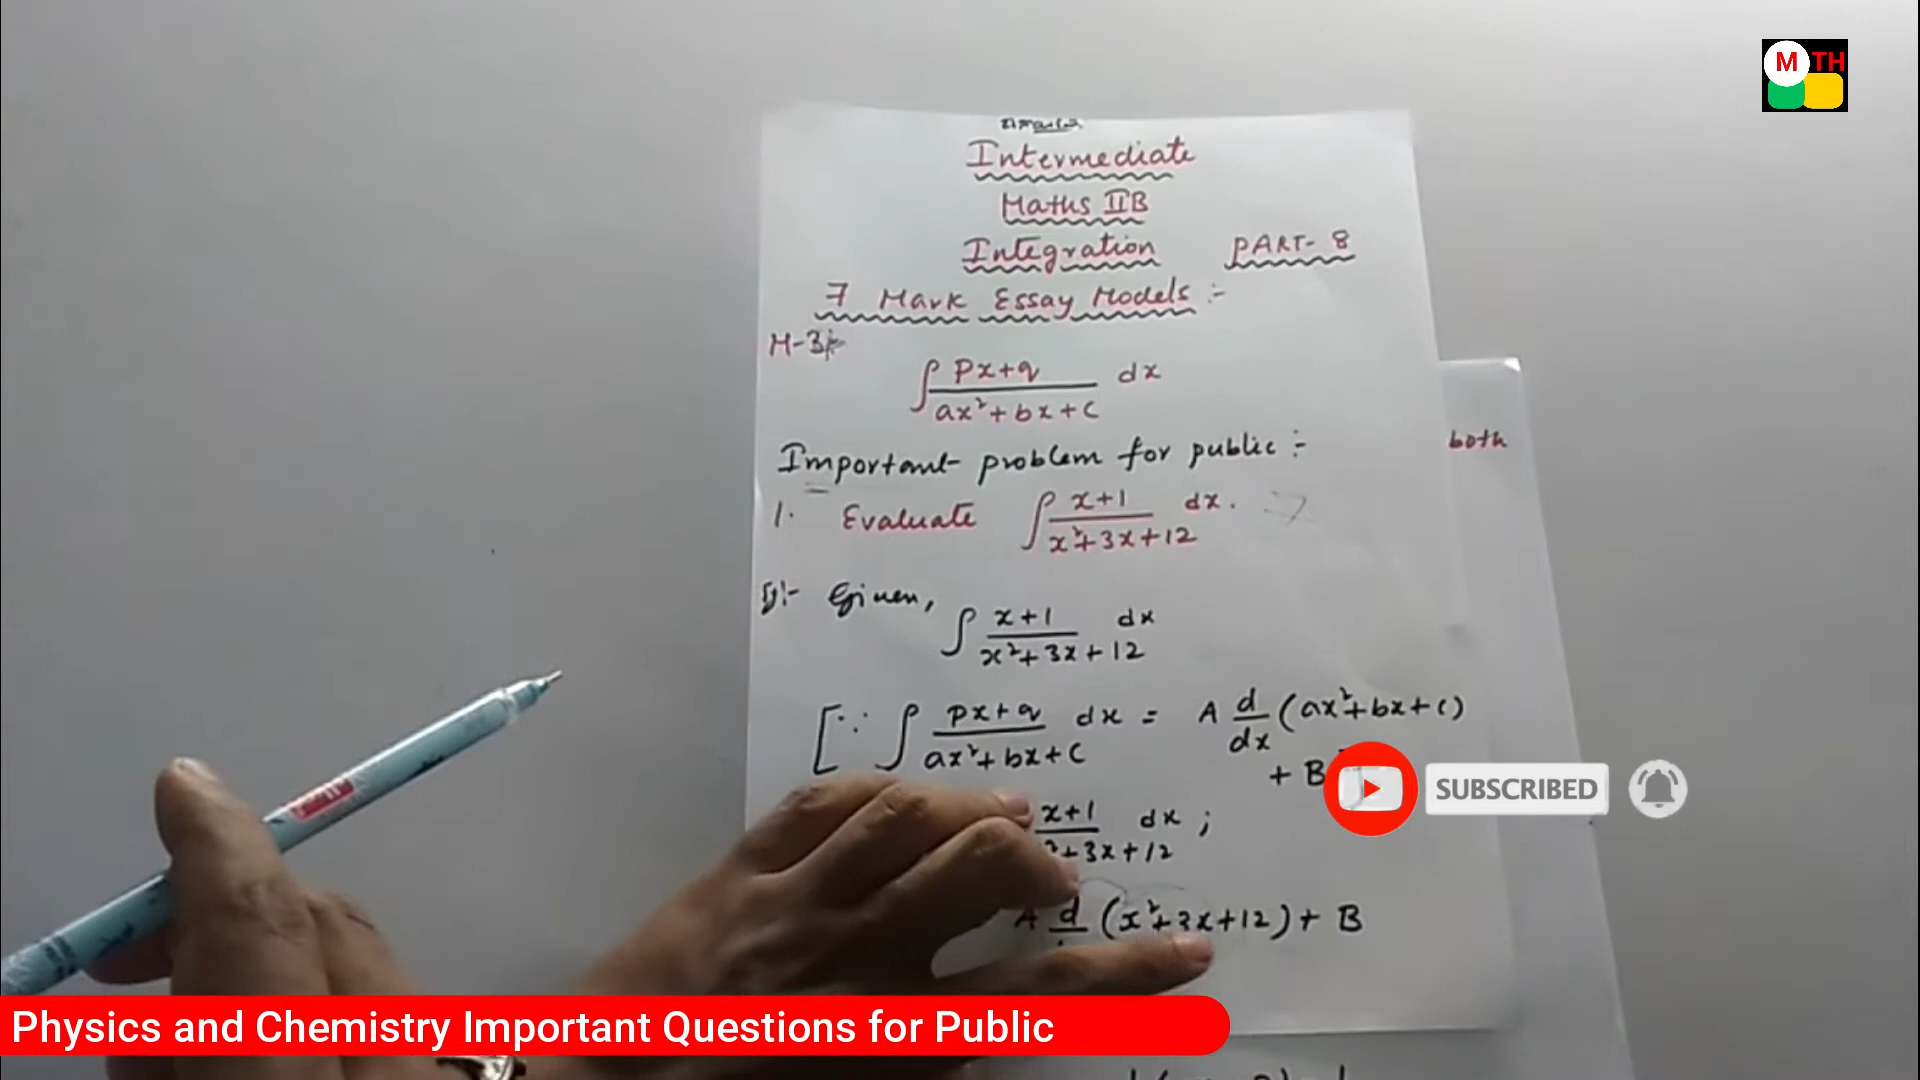 M TH
Intermediate
Maths IIB
Integration PART- 8
7 Mark Essay Models :-
M-3:-
∫ Px+q / ax²+bx+c dx
Important problem for public :-
both
1. Evaluate ∫ x+1 / x²+3x+12 dx.
Given,
∫ x+1 / x²+3x+12 dx
[∵ ∫ px+q / ax²+bx+c dx = A d/dx (ax²+bx+c)
+ B
SUBSCRIBED
x+1 / ²+3x+12 dx ;
A d (x²+3x+12) + B
Physics and Chemistry Important Questions for Public